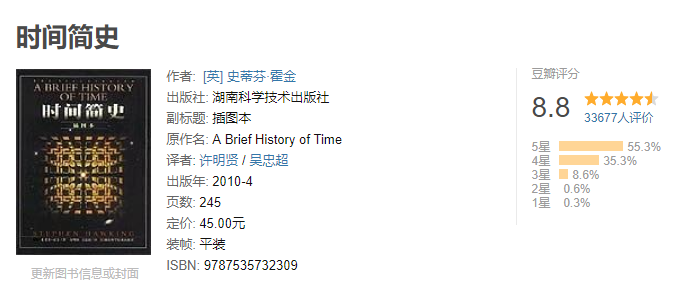 时间简史
A BRIEF HISTORY
OF TIME
时间简史
插图本
STEPHEN HAWKING
更新图书信息或封面
作者: [英] 史蒂芬·霍金
出版社: 湖南科学技术出版社
副标题: 插图本
原作名: A Brief History of Time
译者: 许明贤 / 吴忠超
出版年: 2010-4
页数: 245
定价: 45.00元
装帧: 平装
ISBN: 9787535732309
豆瓣评分
8.8
33677人评价
5星 55.3%
4星 35.3%
3星 8.6%
2星 0.6%
1星 0.3%